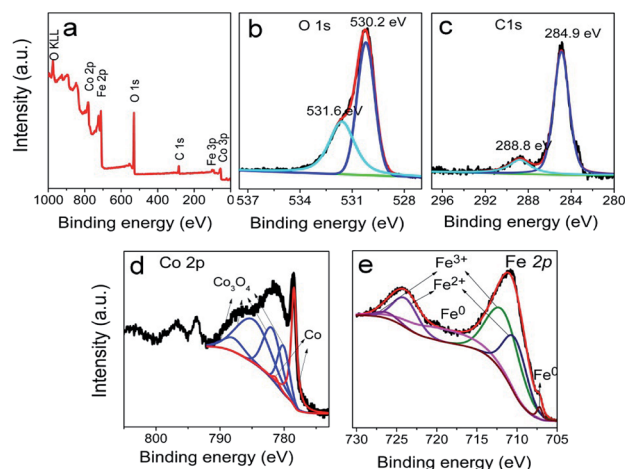 a
O KLL
Co 2p
Fe 2p
O 1s
C 1s
Fe 3p
Co 3p
Intensity (a.u.)
1000 800 600 400 200 0
Binding energy (eV)
b
O 1s
530.2 eV
531.6 eV
537 534 531 528
Binding energy (eV)
c
C1s
284.9 eV
288.8 eV
296 292 288 284 280
Binding energy (eV)
d
Co 2p
Co3O4
Co
Intensity (a.u.)
800 790 780
Binding energy (eV)
e
Fe 2p
Fe3+
Fe2+
Fe0
Fe0
730 725 720 715 710 705
Binding energy (eV)